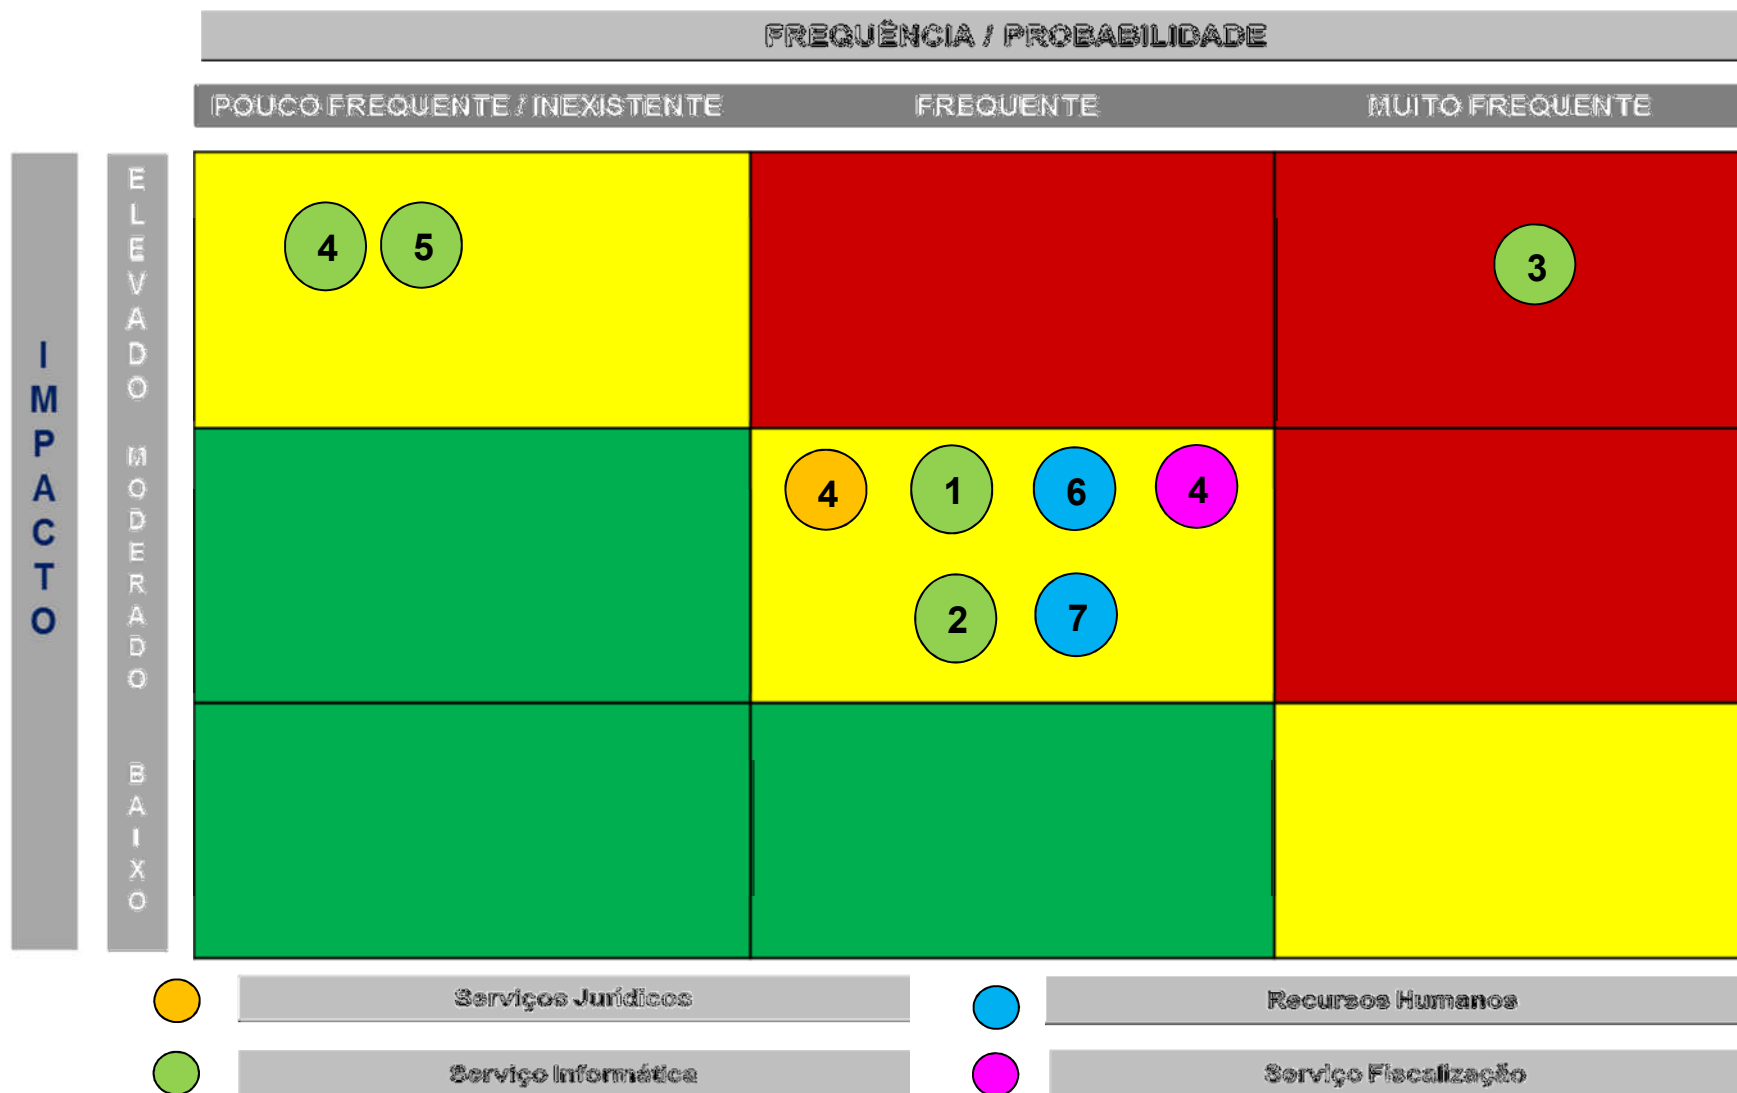 FREQUÊNCIA / PROBABILIDADE
POUCO FREQUENTE / INEXISTENTE
FREQUENTE
MUITO FREQUENTE
IMPACTO
ELEVADO
MODERADO
BAIXO
4
5
3
4
1
6
4
2
7
Serviços Jurídicos
Recursos Humanos
Serviço Informática
Serviço Fiscalização